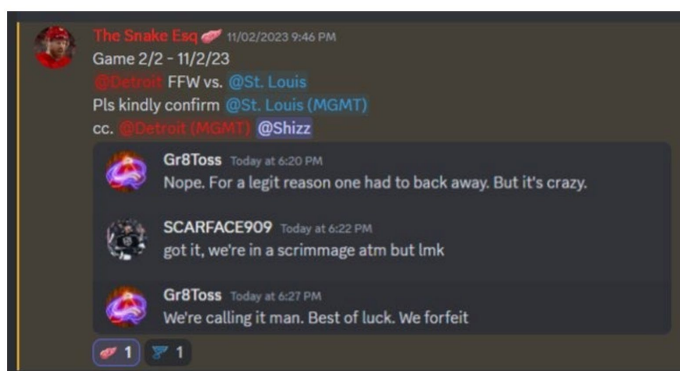 The Snake Esq 11/02/2023 9:46 PM
Game 2/2 - 11/2/23
@Detroit FFW vs. @St. Louis
Pls kindly confirm @St. Louis (MGMT)
cc. @Detroit (MGMT) @Shizz
Gr8Toss Today at 6:20 PM
Nope. For a legit reason one had to back away. But it's crazy.
SCARFACE909 Today at 6:22 PM
got it, we're in a scrimmage atm but lmk
Gr8Toss Today at 6:27 PM
We're calling it man. Best of luck. We forfeit
1 1